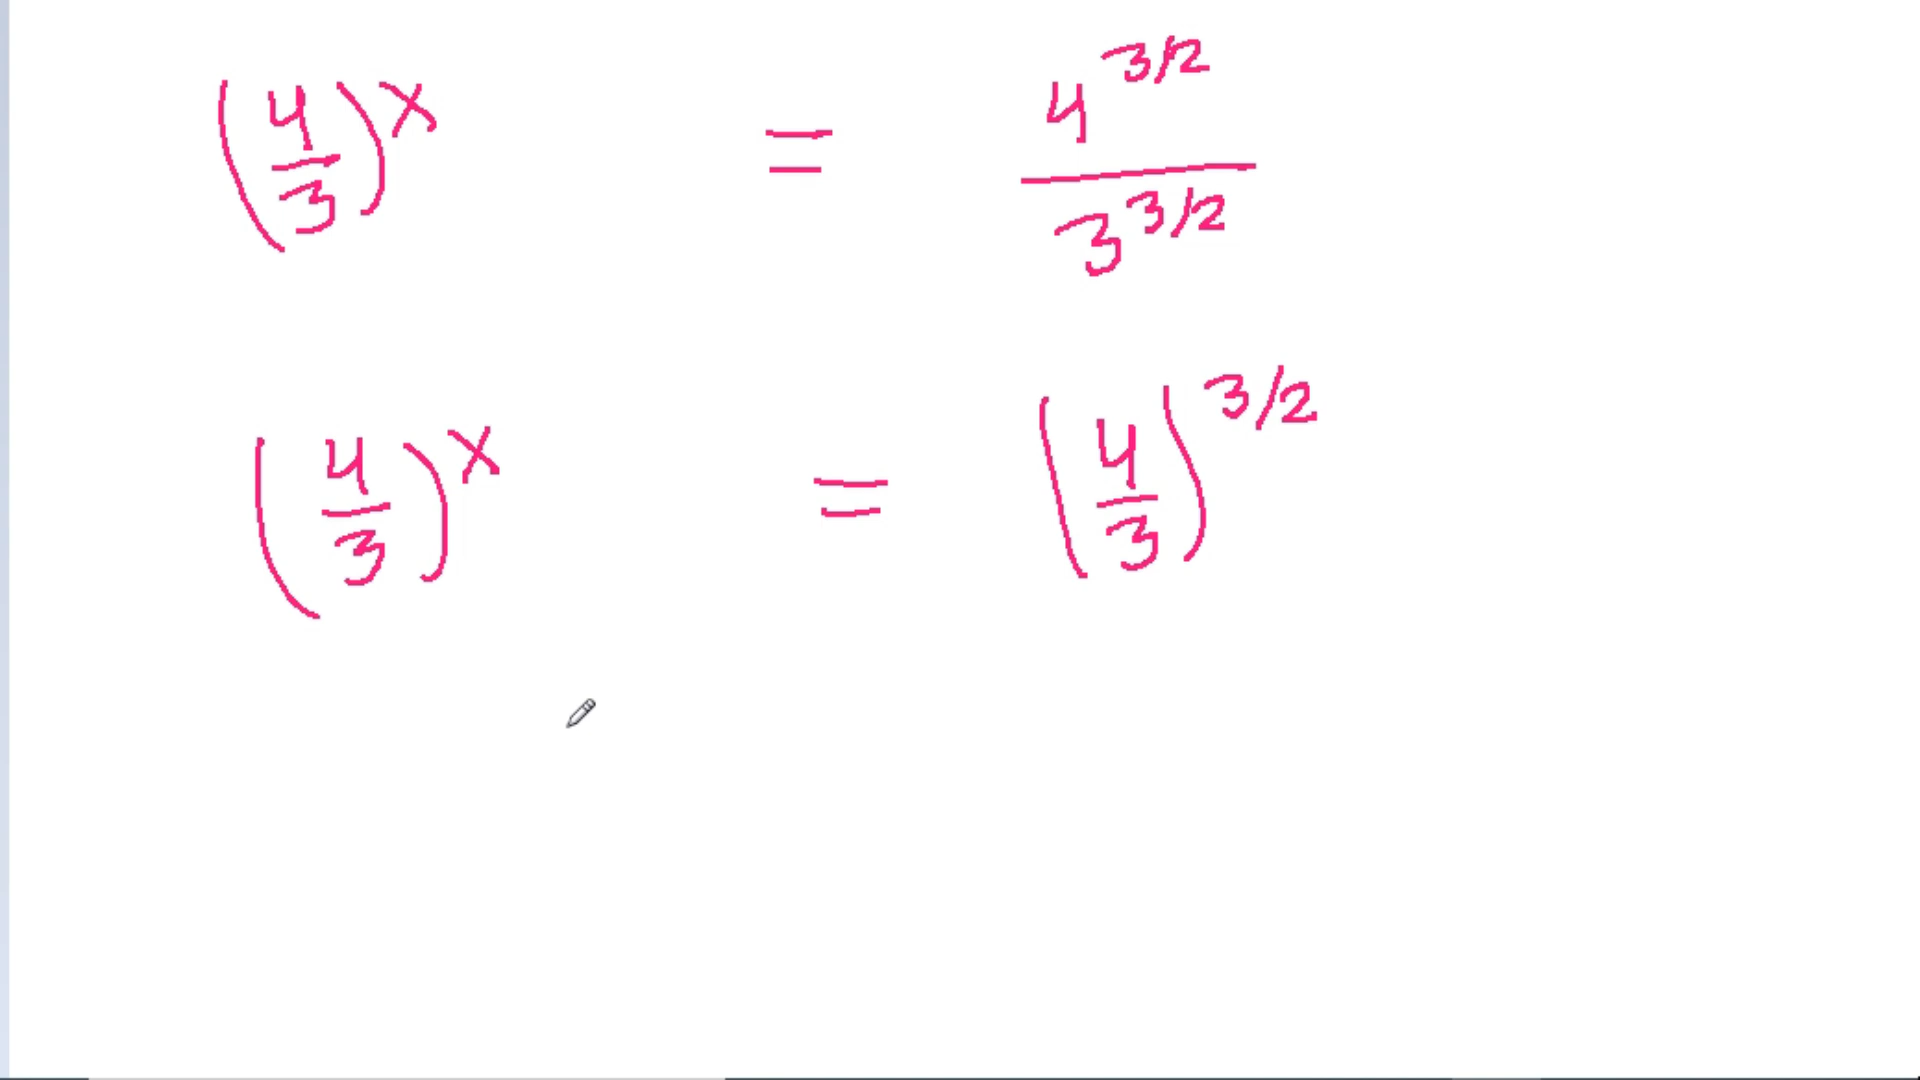 (4/3)^x = 4^3/2 / 3^3/2
(4/3)^x = (4/3)^3/2